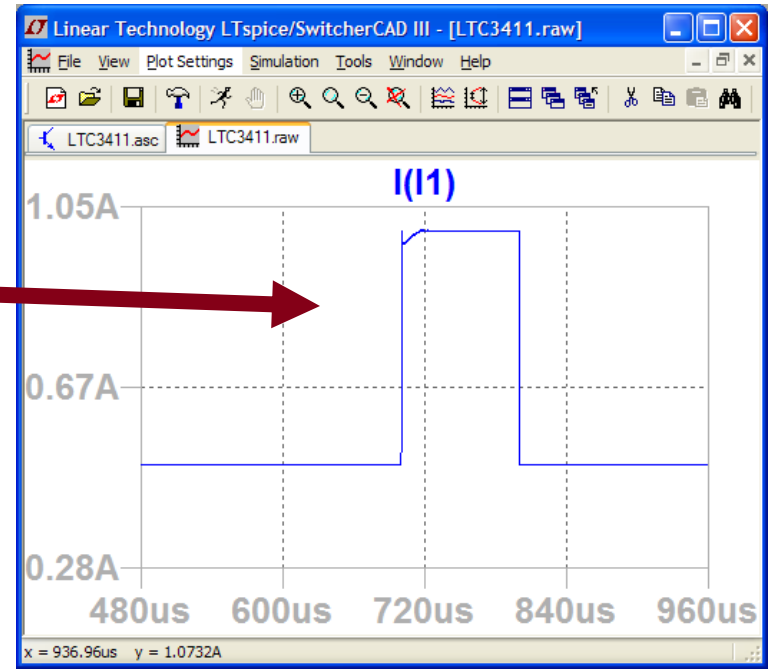 Linear Technology LTspice/SwitcherCAD III - [LTC3411.raw]
File View Plot Settings Simulation Tools Window Help
LTC3411.asc LTC3411.raw
I(I1)
1.05A
0.67A
0.28A
480us 600us 720us 840us 960us
x = 936.96us y = 1.0732A